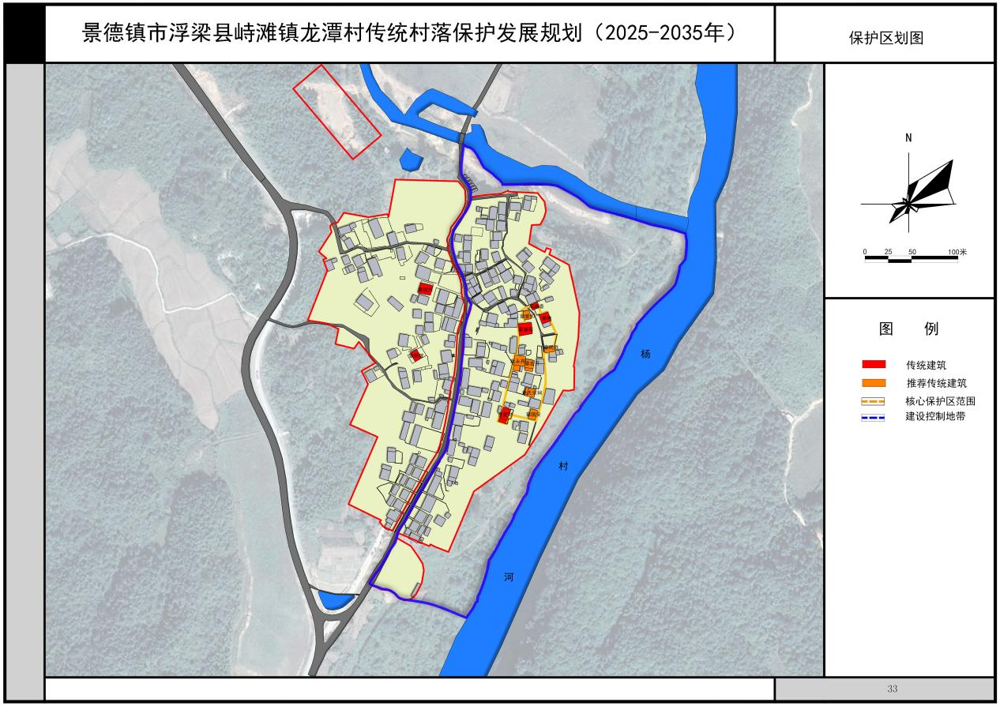 景德镇市浮梁县峙滩镇龙潭村传统村落保护发展规划（2025-2035年）
保护区划图
N
0 25 50 100米
图 例
传统建筑
推荐传统建筑
核心保护区范围
建设控制地带
杨
村
河
33